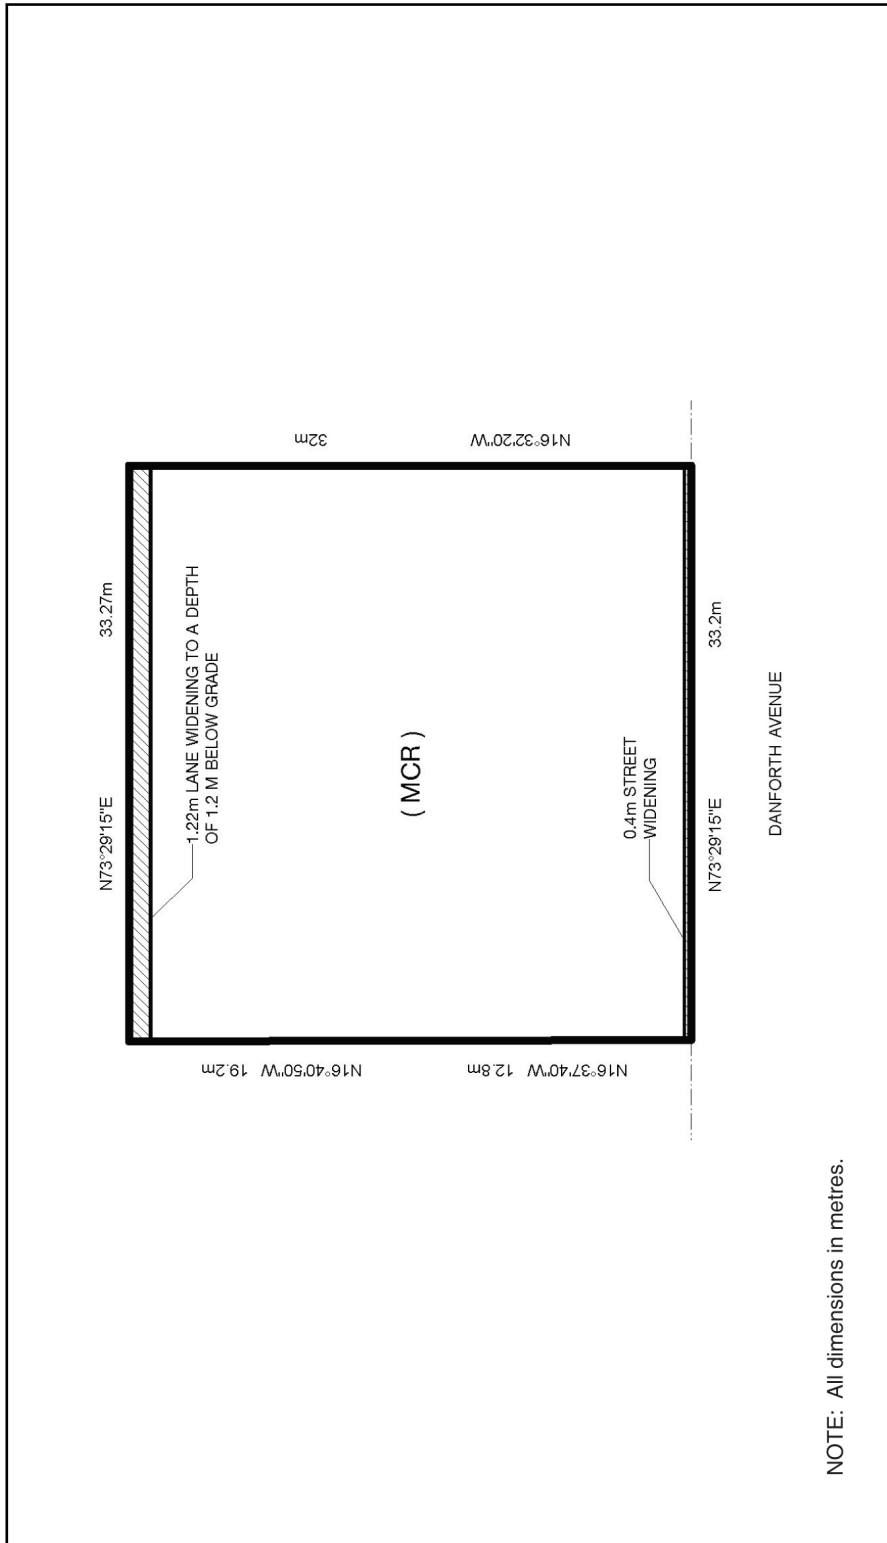 N73°29'15"E 33.27m
1.22m LANE WIDENING TO A DEPTH
OF 1.2 M BELOW GRADE
N16°40'50"W 19.2m
N16°37'40"W 12.8m
( MCR )
32m
N16°32'20"W
0.4m STREET
WIDENING
N73°29'15"E 33.2m
DANFORTH AVENUE
NOTE: All dimensions in metres.